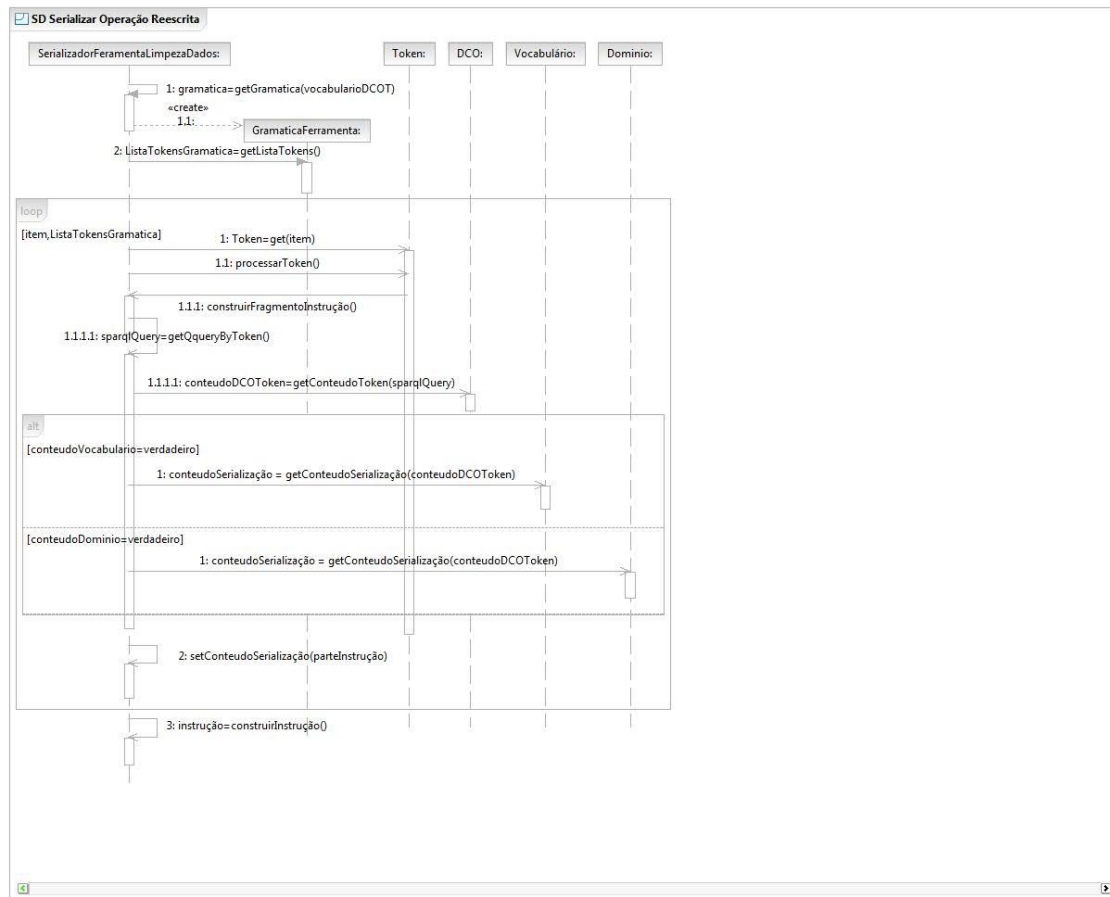 SD Serializar Operação Reescrita
SerializadorFeramentaLimpezaDados:
Token:
DCO:
Vocabulário:
Dominio:
1: gramatica=getGramatica(vocabularioDCOT)
«create»
1.1:
GramaticaFerramenta:
2: ListaTokensGramatica=getListaTokens()
loop
[item,ListaTokensGramatica]
1: Token=get(item)
1.1: processarToken()
1.1.1: construirFragmentoInstrução()
1.1.1.1: sparqlQuery=getQqueryByToken()
1.1.1.1: conteudoDCOToken=getConteudoToken(sparqlQuery)
alt
[conteudoVocabulario=verdadeiro]
1: conteudoSerialização = getConteudoSerialização(conteudoDCOToken)
[conteudoDominio=verdadeiro]
1: conteudoSerialização = getConteudoSerialização(conteudoDCOToken)
2: setConteudoSerialização(parteInstrução)
3: instrução=construirInstrução()